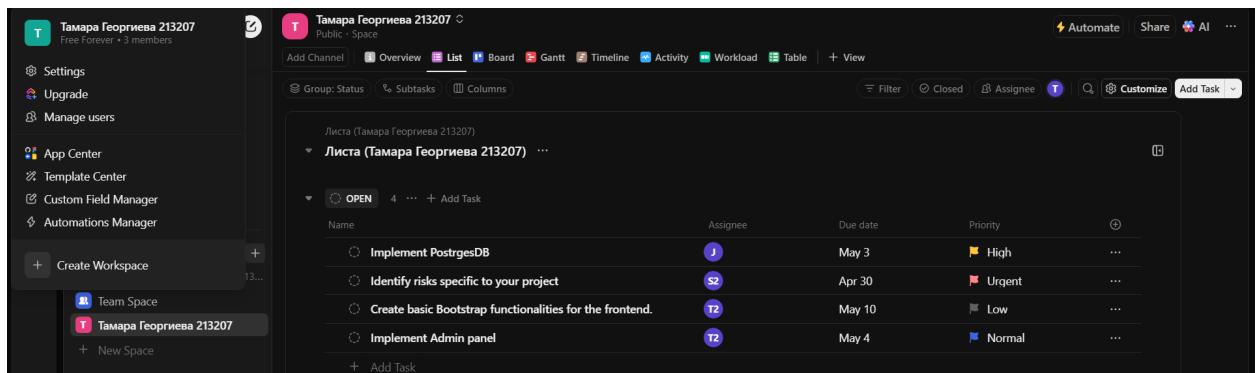 T
Тамара Георгиева 213207
Free Forever • 3 members
Settings
Upgrade
Manage users
App Center
Template Center
Custom Field Manager
Automations Manager
+ Create Workspace
+
13...
Team Space
T Тамара Георгиева 213207
+ New Space
T
Тамара Георгиева 213207
Public · Space
Automate
Share
AI
...
Add Channel
Overview
List
Board
Gantt
Timeline
Activity
Workload
Table
+ View
Group: Status
Subtasks
Columns
Filter
Closed
Assignee
T
Customize
Add Task
Листа (Тамара Георгиева 213207)
Листа (Тамара Георгиева 213207) ...
OPEN 4 ... + Add Task
Name Assignee Due date Priority
Implement PostrgesDB J May 3 High ...
Identify risks specific to your project S2 Apr 30 Urgent ...
Create basic Bootstrap functionalities for the frontend. T2 May 10 Low ...
Implement Admin panel T2 May 4 Normal ...
+ Add Task